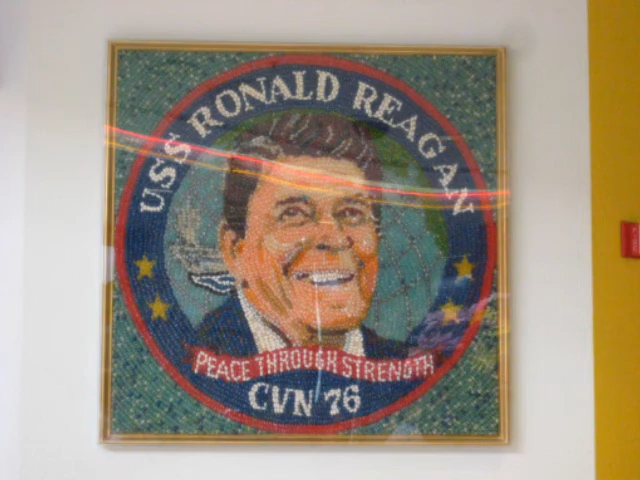 USS RONALD REAGAN
PEACE THROUGH STRENGTH
CVN 76